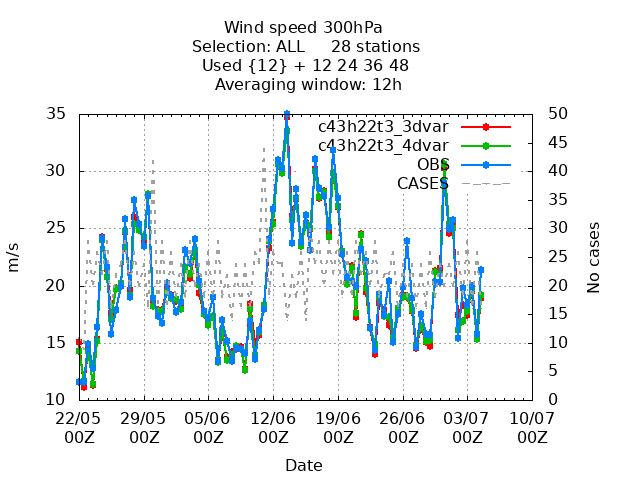 Wind speed 300hPa
Selection: ALL 28 stations
Used {12} + 12 24 36 48
Averaging window: 12h
c43h22t3_3dvar
c43h22t3_4dvar
OBS
CASES
m/s
35
30
25
20
15
10
No cases
50
45
40
35
30
25
20
15
10
5
0
22/05 29/05 05/06 12/06 19/06 26/06 03/07 10/07
00Z 00Z 00Z 00Z 00Z 00Z 00Z 00Z
Date